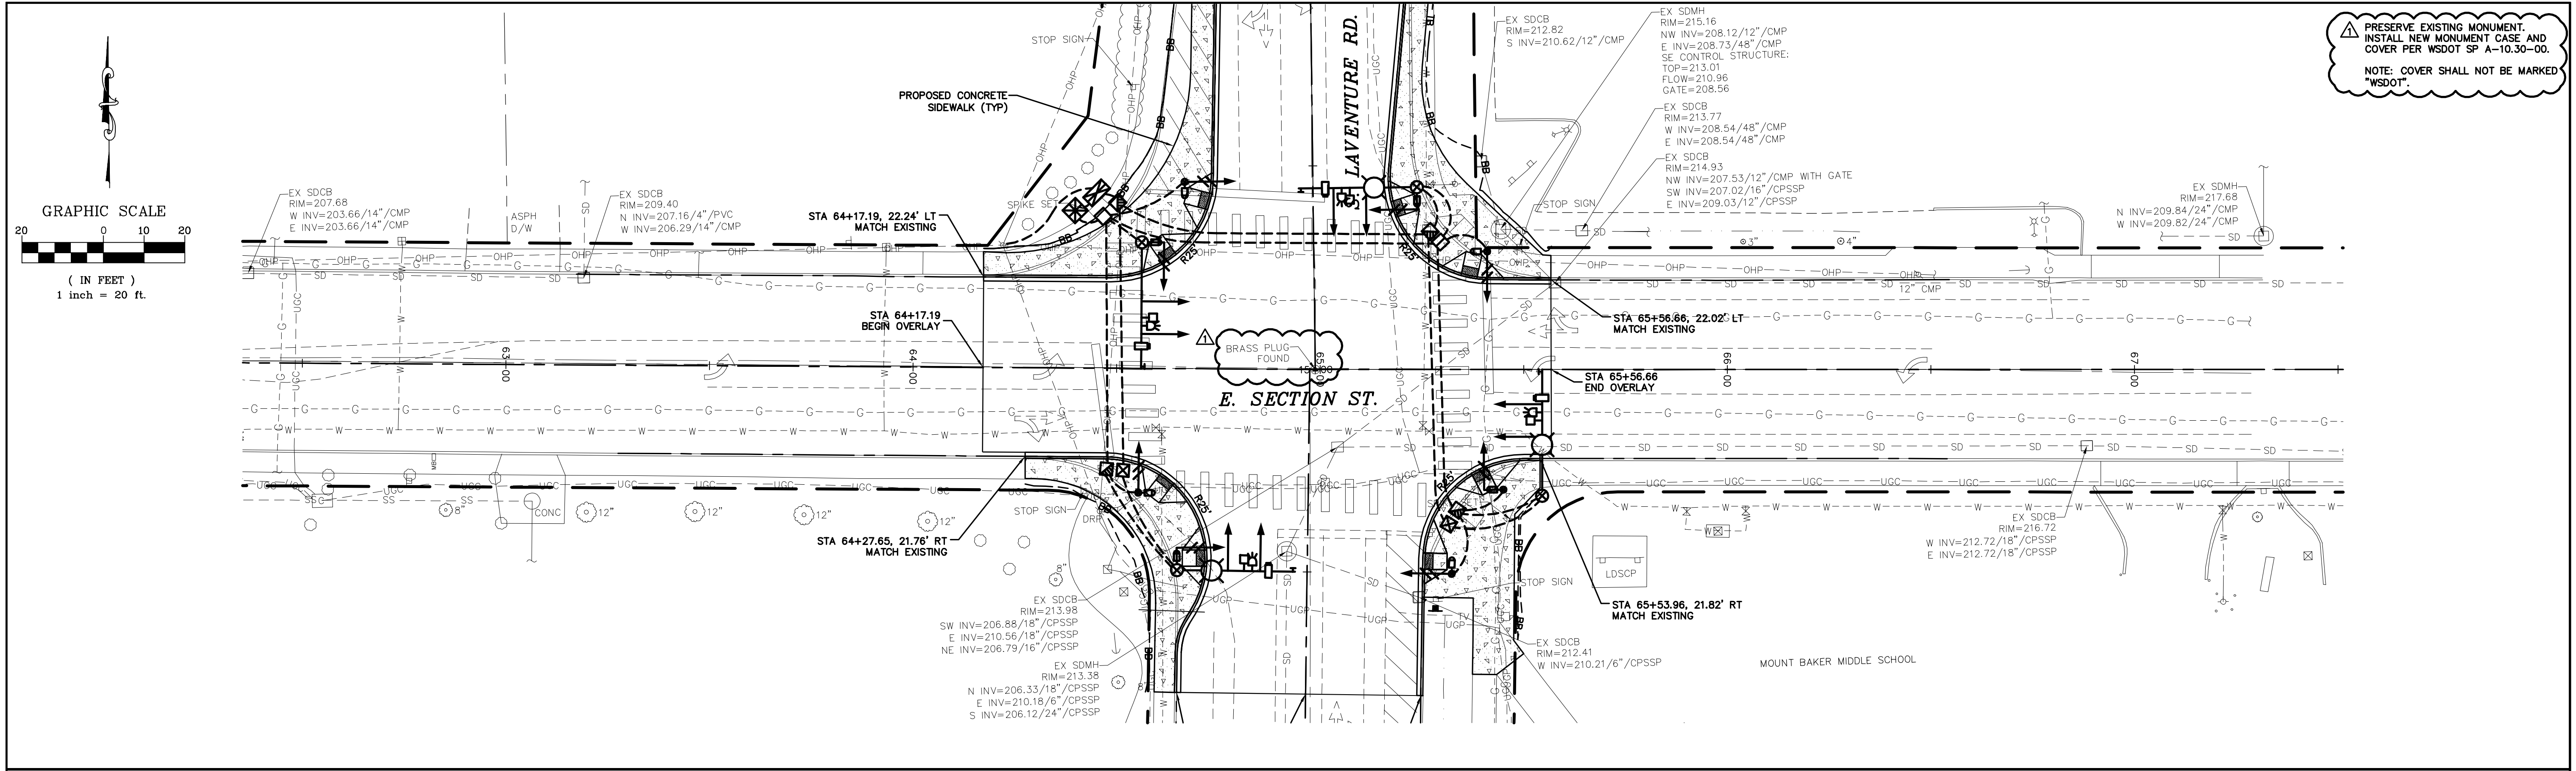 GRAPHIC SCALE
20 0 10 20
( IN FEET )
1 inch = 20 ft.
EX SDCB
RIM=207.68
W INV=203.66/14"/CMP
E INV=203.66/14"/CMP
ASPH
D/W
EX SDCB
RIM=209.40
N INV=207.16/4"/PVC
W INV=206.29/14"/CMP
STOP SIGN
PROPOSED CONCRETE
SIDEWALK (TYP)
SPIKE SET
STA 64+17.19, 22.24' LT
MATCH EXISTING
STA 64+17.19
BEGIN OVERLAY
63+00
64+00
S. LAVENTURE RD.
R25'
R25'
BRASS PLUG
FOUND
65+00
E. SECTION ST.
EX SDCB
RIM=212.82
S INV=210.62/12"/CMP
EX SDMH
RIM=215.16
NW INV=208.12/12"/CMP
E INV=208.73/48"/CMP
SE CONTROL STRUCTURE:
TOP=213.01
FLOW=210.96
GATE=208.56
EX SDCB
RIM=213.77
W INV=208.54/48"/CMP
E INV=208.54/48"/CMP
EX SDCB
RIM=214.93
NW INV=207.53/12"/CMP WITH GATE
SW INV=207.02/16"/CPSSP
E INV=209.03/12"/CPSSP
STOP SIGN
3"
4"
12" CMP
EX SDMH
RIM=217.68
N INV=209.84/24"/CMP
W INV=209.82/24"/CMP
1 PRESERVE EXISTING MONUMENT.
INSTALL NEW MONUMENT CASE AND
COVER PER WSDOT SP A-10.30-00.
NOTE: COVER SHALL NOT BE MARKED
"WSDOT".
STA 65+56.66, 22.02' LT
MATCH EXISTING
STA 65+56.66
END OVERLAY
66+00
67+00
8"
CONC
12"
12"
12"
12"
STOP SIGN
DRP
STA 64+27.65, 21.76' RT
MATCH EXISTING
R25'
EX SDCB
RIM=213.98
SW INV=206.88/18"/CPSSP
E INV=210.56/18"/CPSSP
NE INV=206.79/16"/CPSSP
EX SDMH
RIM=213.38
N INV=206.33/18"/CPSSP
E INV=210.18/6"/CPSSP
S INV=206.12/24"/CPSSP
8"
8"
STOP SIGN
TV
LDSCP
STA 65+53.96, 21.82' RT
MATCH EXISTING
EX SDCB
RIM=212.41
W INV=210.21/6"/CPSSP
MOUNT BAKER MIDDLE SCHOOL
EX SDCB
RIM=216.72
W INV=212.72/18"/CPSSP
E INV=212.72/18"/CPSSP